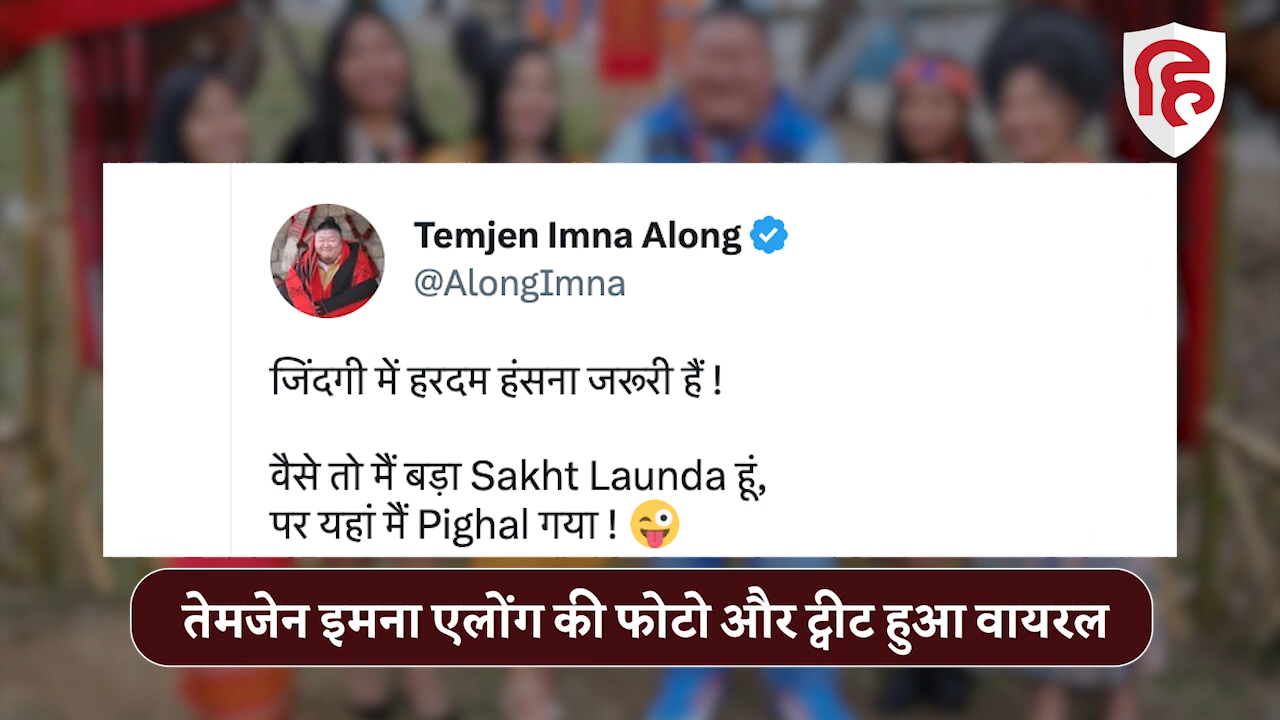 हि
Temjen Imna Along
@AlongImna
जिंदगी में हरदम हंसना जरूरी हैं !
वैसे तो मैं बड़ा Sakht Launda हूं,
पर यहां मैं Pighal गया ! 😜
तेमजेन इमना एलोंग की फोटो और ट्वीट हुआ वायरल